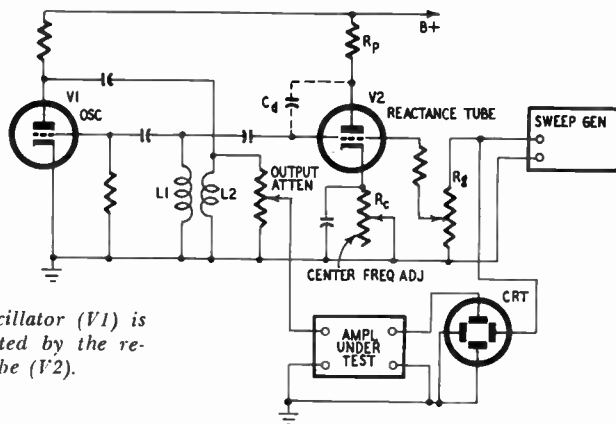 B+
Rp
V1
OSC
Cd
V2
REACTANCE TUBE
SWEEP GEN
L1
L2
OUTPUT
ATTEN
Rc
Rg
CENTER FREQ ADJ
CRT
AMPL
UNDER
TEST
cillator (V1) is
ted by the re-
be (V2).